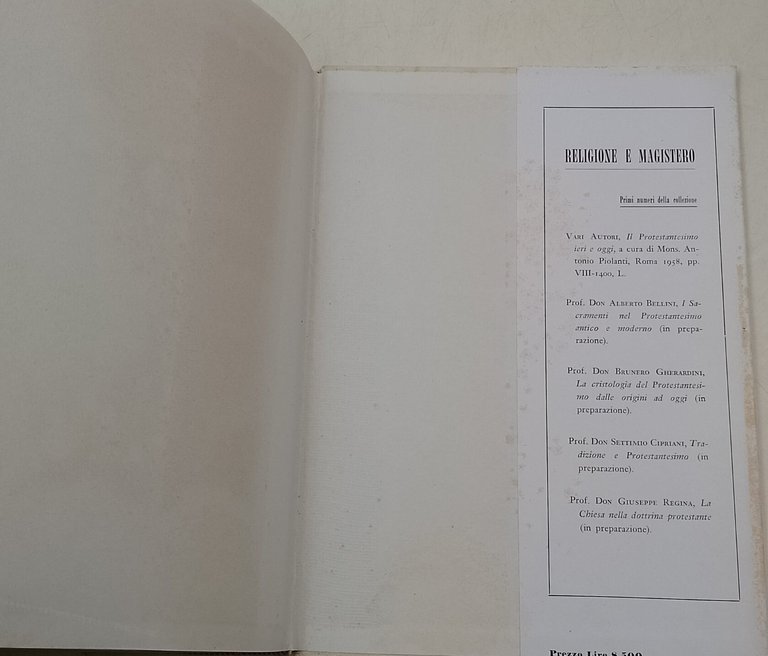 RELIGIONE E MAGISTERO
Primi numeri della collezione
VARI AUTORI, Il Protestantesimo
ieri e oggi, a cura di Mons. An-
tonio Piolanti, Roma 1958, pp.
VIII-1400, L.
Prof. DON ALBERTO BELLINI, I Sa-
cramenti nel Protestantesimo
antico e moderno (in prepa-
razione).
Prof. DON BRUNERO GHERARDINI,
La cristologia del Protestantesi-
mo dalle origini ad oggi (in
preparazione).
Prof. DON SETTIMIO CIPRIANI, Tra-
dizione e Protestantesimo (in
preparazione).
Prof. DON GIUSEPPE REGINA, La
Chiesa nella dottrina protestante
(in preparazione).
Prezzo Lire 8.500